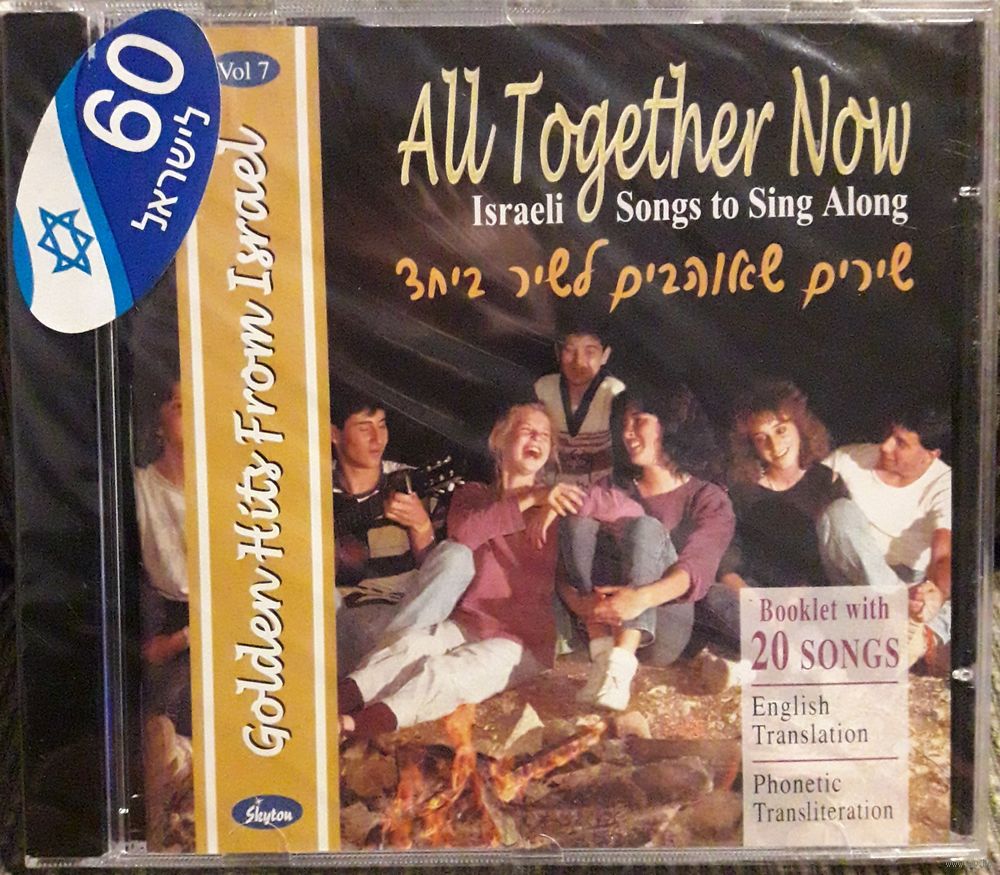 60
לישראל
Vol 7
Golden Hits From Israel
Skyton
All Together Now
Israeli Songs to Sing Along
שירים שאוהבים לשיר ביחד
Booklet with
20 SONGS
English
Translation
Phonetic
Transliteration